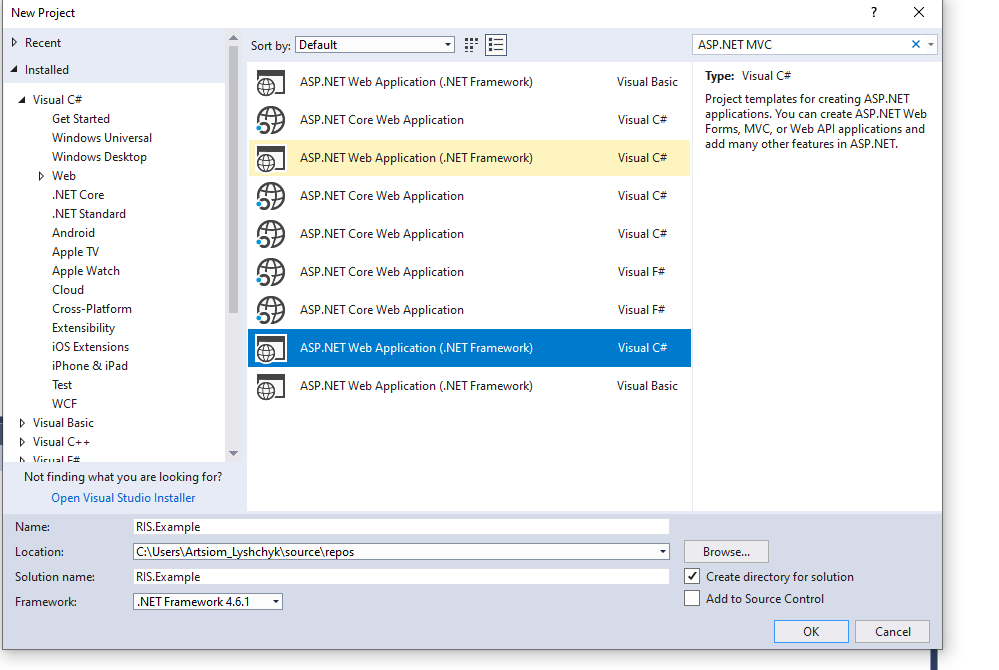 New Project
?
Recent
Installed
Visual C#
Get Started
Windows Universal
Windows Desktop
Web
.NET Core
.NET Standard
Android
Apple TV
Apple Watch
Cloud
Cross-Platform
Extensibility
iOS Extensions
iPhone & iPad
Test
WCF
Visual Basic
Visual C++
Visual F#
Not finding what you are looking for?
Open Visual Studio Installer
Sort by: Default
ASP.NET Web Application (.NET Framework) Visual Basic
ASP.NET Core Web Application Visual C#
ASP.NET Web Application (.NET Framework) Visual C#
ASP.NET Core Web Application Visual C#
ASP.NET Core Web Application Visual C#
ASP.NET Core Web Application Visual F#
ASP.NET Core Web Application Visual F#
ASP.NET Web Application (.NET Framework) Visual C#
ASP.NET Web Application (.NET Framework) Visual Basic
ASP.NET MVC
Type: Visual C#
Project templates for creating ASP.NET
applications. You can create ASP.NET Web
Forms, MVC, or Web API applications and
add many other features in ASP.NET.
Name: RIS.Example
Location: C:\Users\Artsiom_Lyshchyk\source\repos
Browse...
Solution name: RIS.Example
Create directory for solution
Framework: .NET Framework 4.6.1
Add to Source Control
OK Cancel